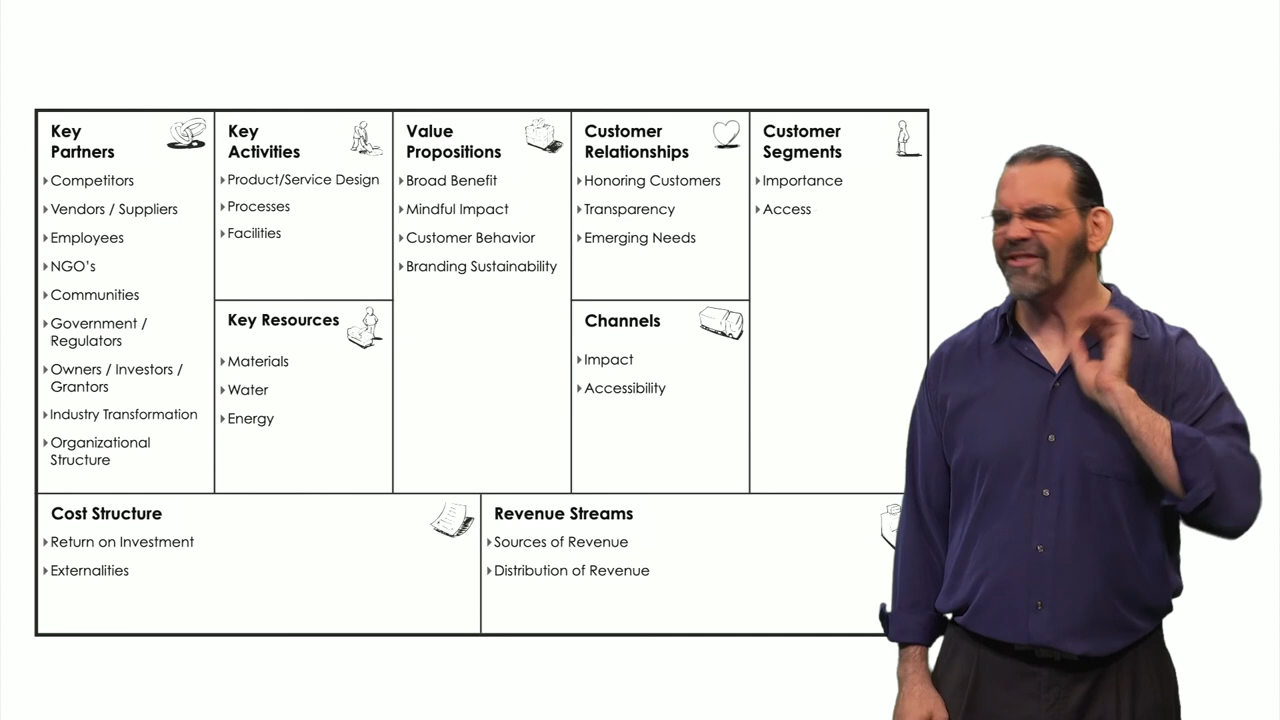 Key
Partners
Competitors
Vendors / Suppliers
Employees
NGO's
Communities
Government /
Regulators
Owners / Investors /
Grantors
Industry Transformation
Organizational
Structure
Key
Activities
Product/Service Design
Processes
Facilities
Key Resources
Materials
Water
Energy
Value
Propositions
Broad Benefit
Mindful Impact
Customer Behavior
Branding Sustainability
Customer
Relationships
Honoring Customers
Transparency
Emerging Needs
Channels
Impact
Accessibility
Customer
Segments
Importance
Access
Cost Structure
Return on Investment
Externalities
Revenue Streams
Sources of Revenue
Distribution of Revenue